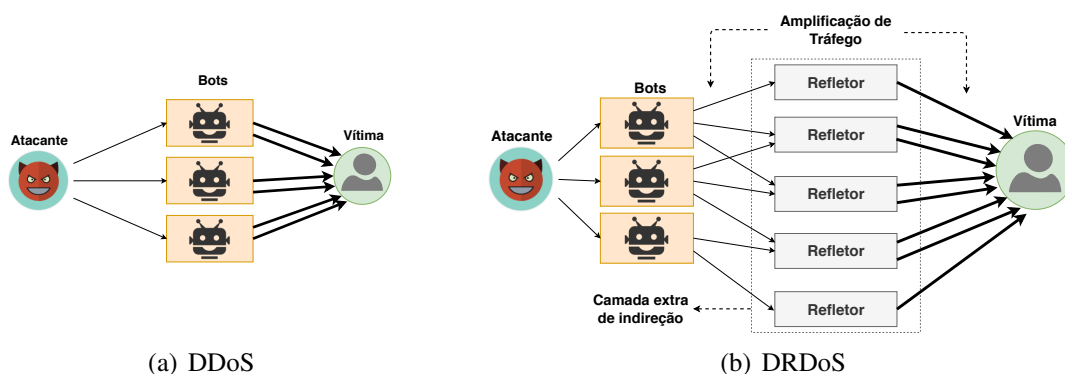 Bots
Atacante
Vítima
(a) DDoS
Amplificação de
Tráfego
Bots
Atacante
Refletor
Refletor
Refletor
Refletor
Refletor
Vítima
Camada extra
de indireção
(b) DRDoS